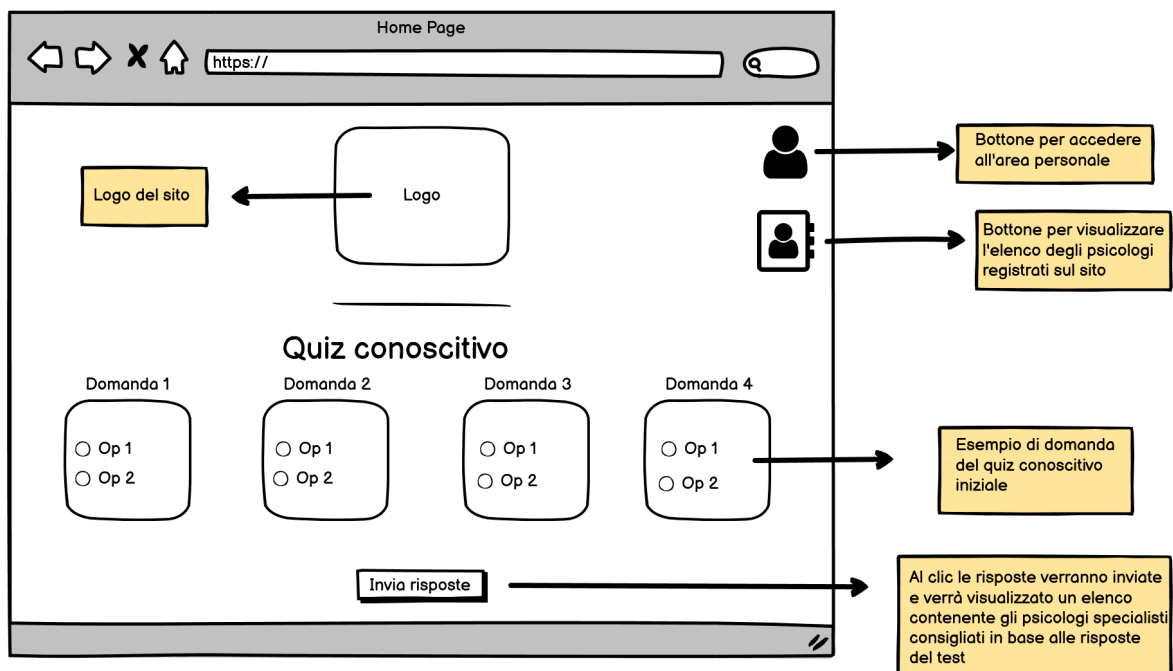 Home Page
https://
Logo del sito
Logo
Bottone per accedere
all'area personale
Bottone per visualizzare
l'elenco degli psicologi
registrati sul sito
Quiz conoscitivo
Domanda 1
Domanda 2
Domanda 3
Domanda 4
Op 1
Op 2
Op 1
Op 2
Op 1
Op 2
Op 1
Op 2
Esempio di domanda
del quiz conoscitivo
iniziale
Invia risposte
Al clic le risposte verranno inviate
e verrà visualizzato un elenco
contenente gli psicologi specialisti
consigliati in base alle risposte
del test